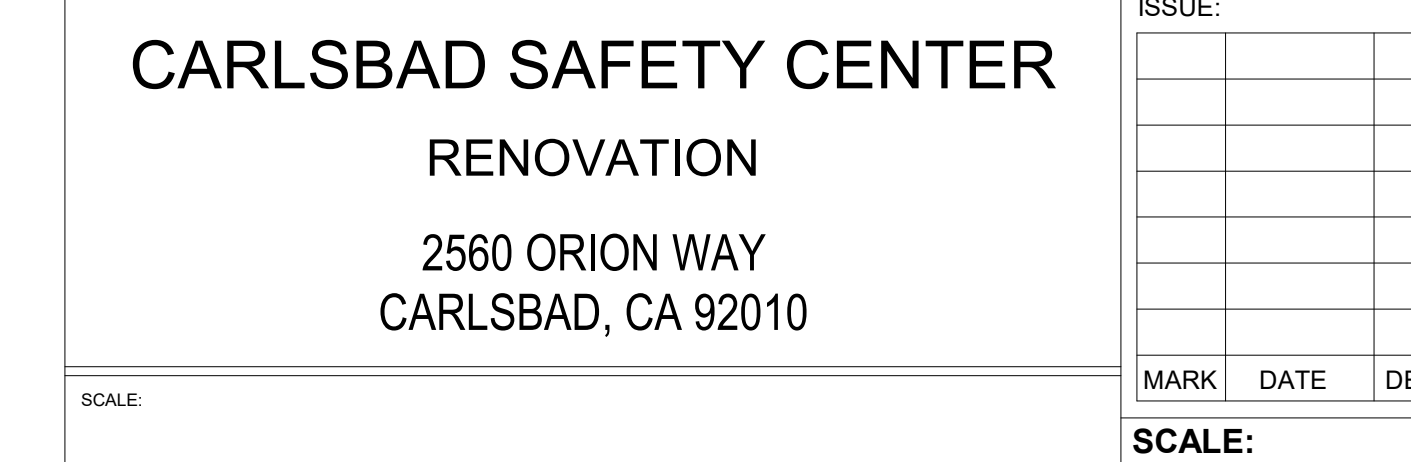 CARLSBAD SAFETY CENTER
RENOVATION
2560 ORION WAY
CARLSBAD, CA 92010
SCALE:
ISSUE:
MARK DATE
SCALE: